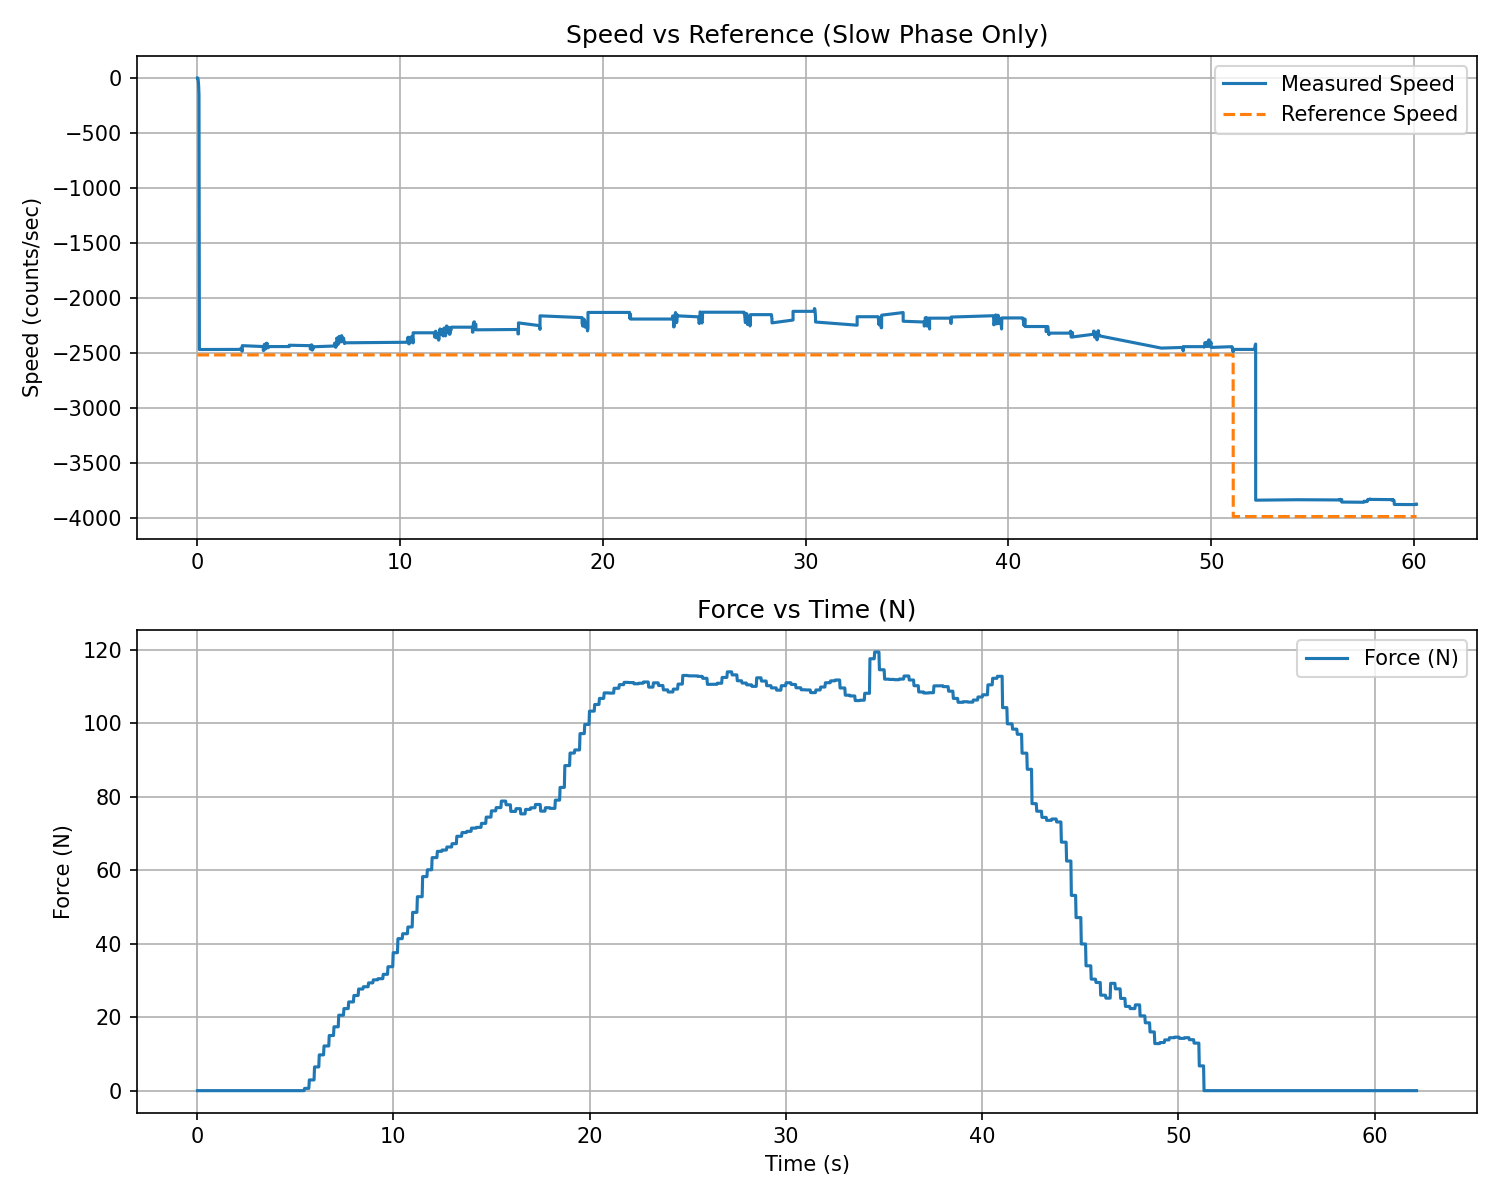 Speed vs Reference (Slow Phase Only)
Speed (counts/sec)
0
−500
−1000
−1500
−2000
−2500
−3000
−3500
−4000
Measured Speed
Reference Speed
0 10 20 30 40 50 60
Force vs Time (N)
Force (N)
120
100
80
60
40
20
0
Force (N)
0 10 20 30 40 50 60
Time (s)